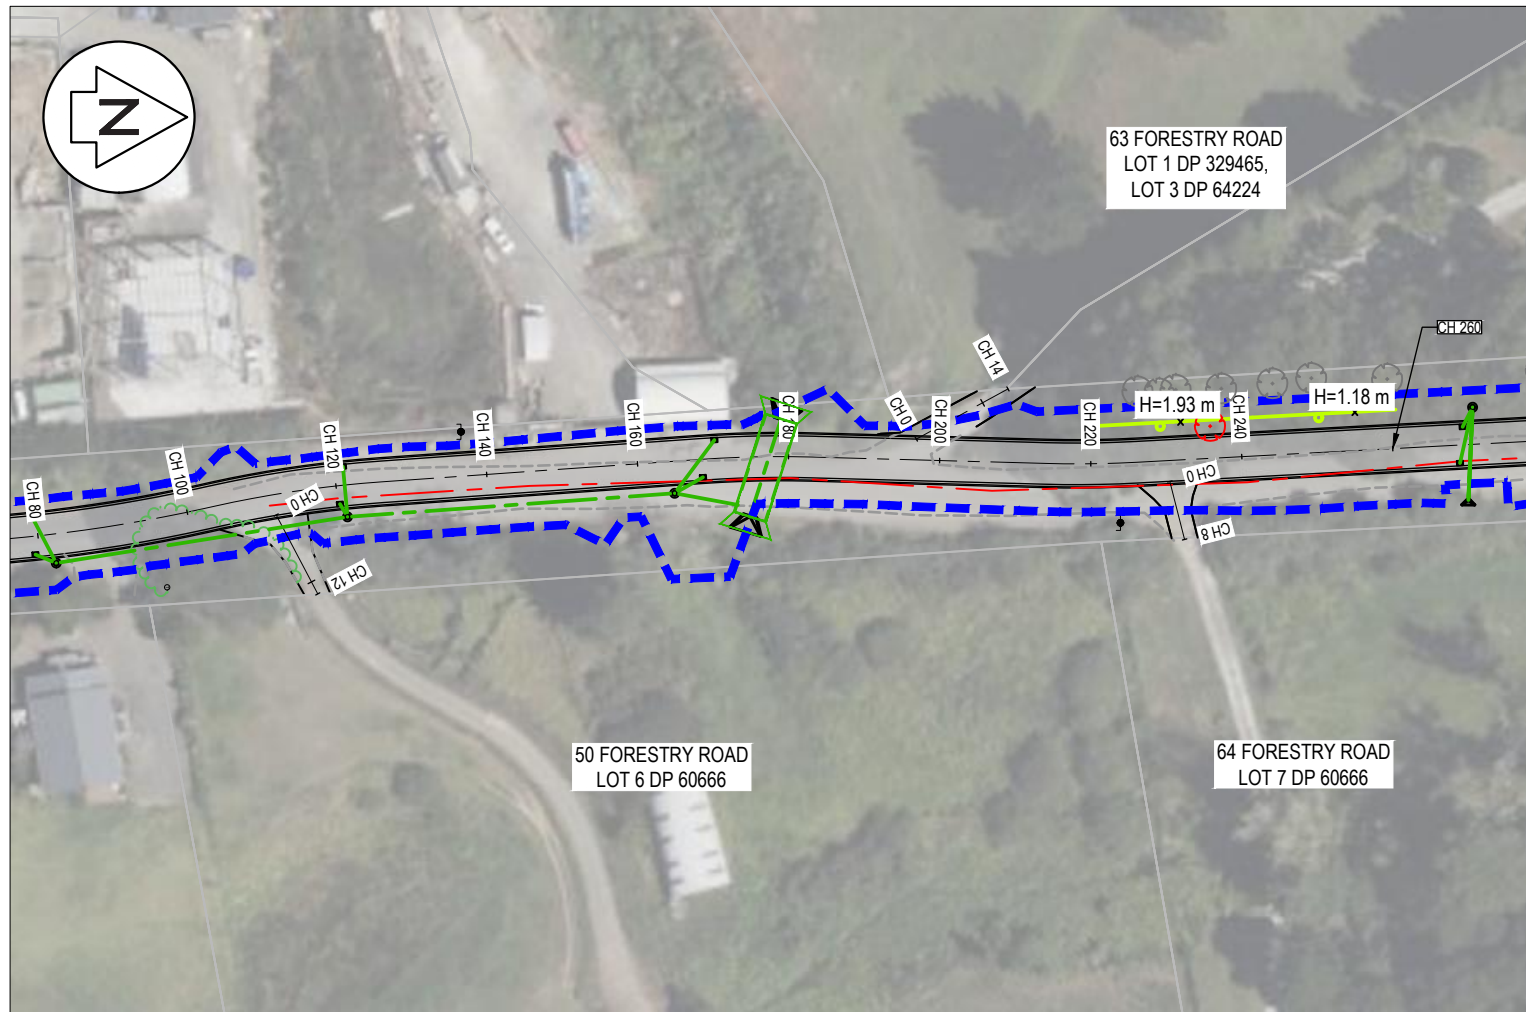 N
63 FORESTRY ROAD
LOT 1 DP 329465,
LOT 3 DP 64224
CH 260
CH 14
H=1.93 m
H=1.18 m
CH 80
CH 100
CH 120
CH 140
CH 160
CH 180
CH 0
CH 200
CH 220
CH 240
CH 0
CH 12
CH 0
CH 8
50 FORESTRY ROAD
LOT 6 DP 60666
64 FORESTRY ROAD
LOT 7 DP 60666